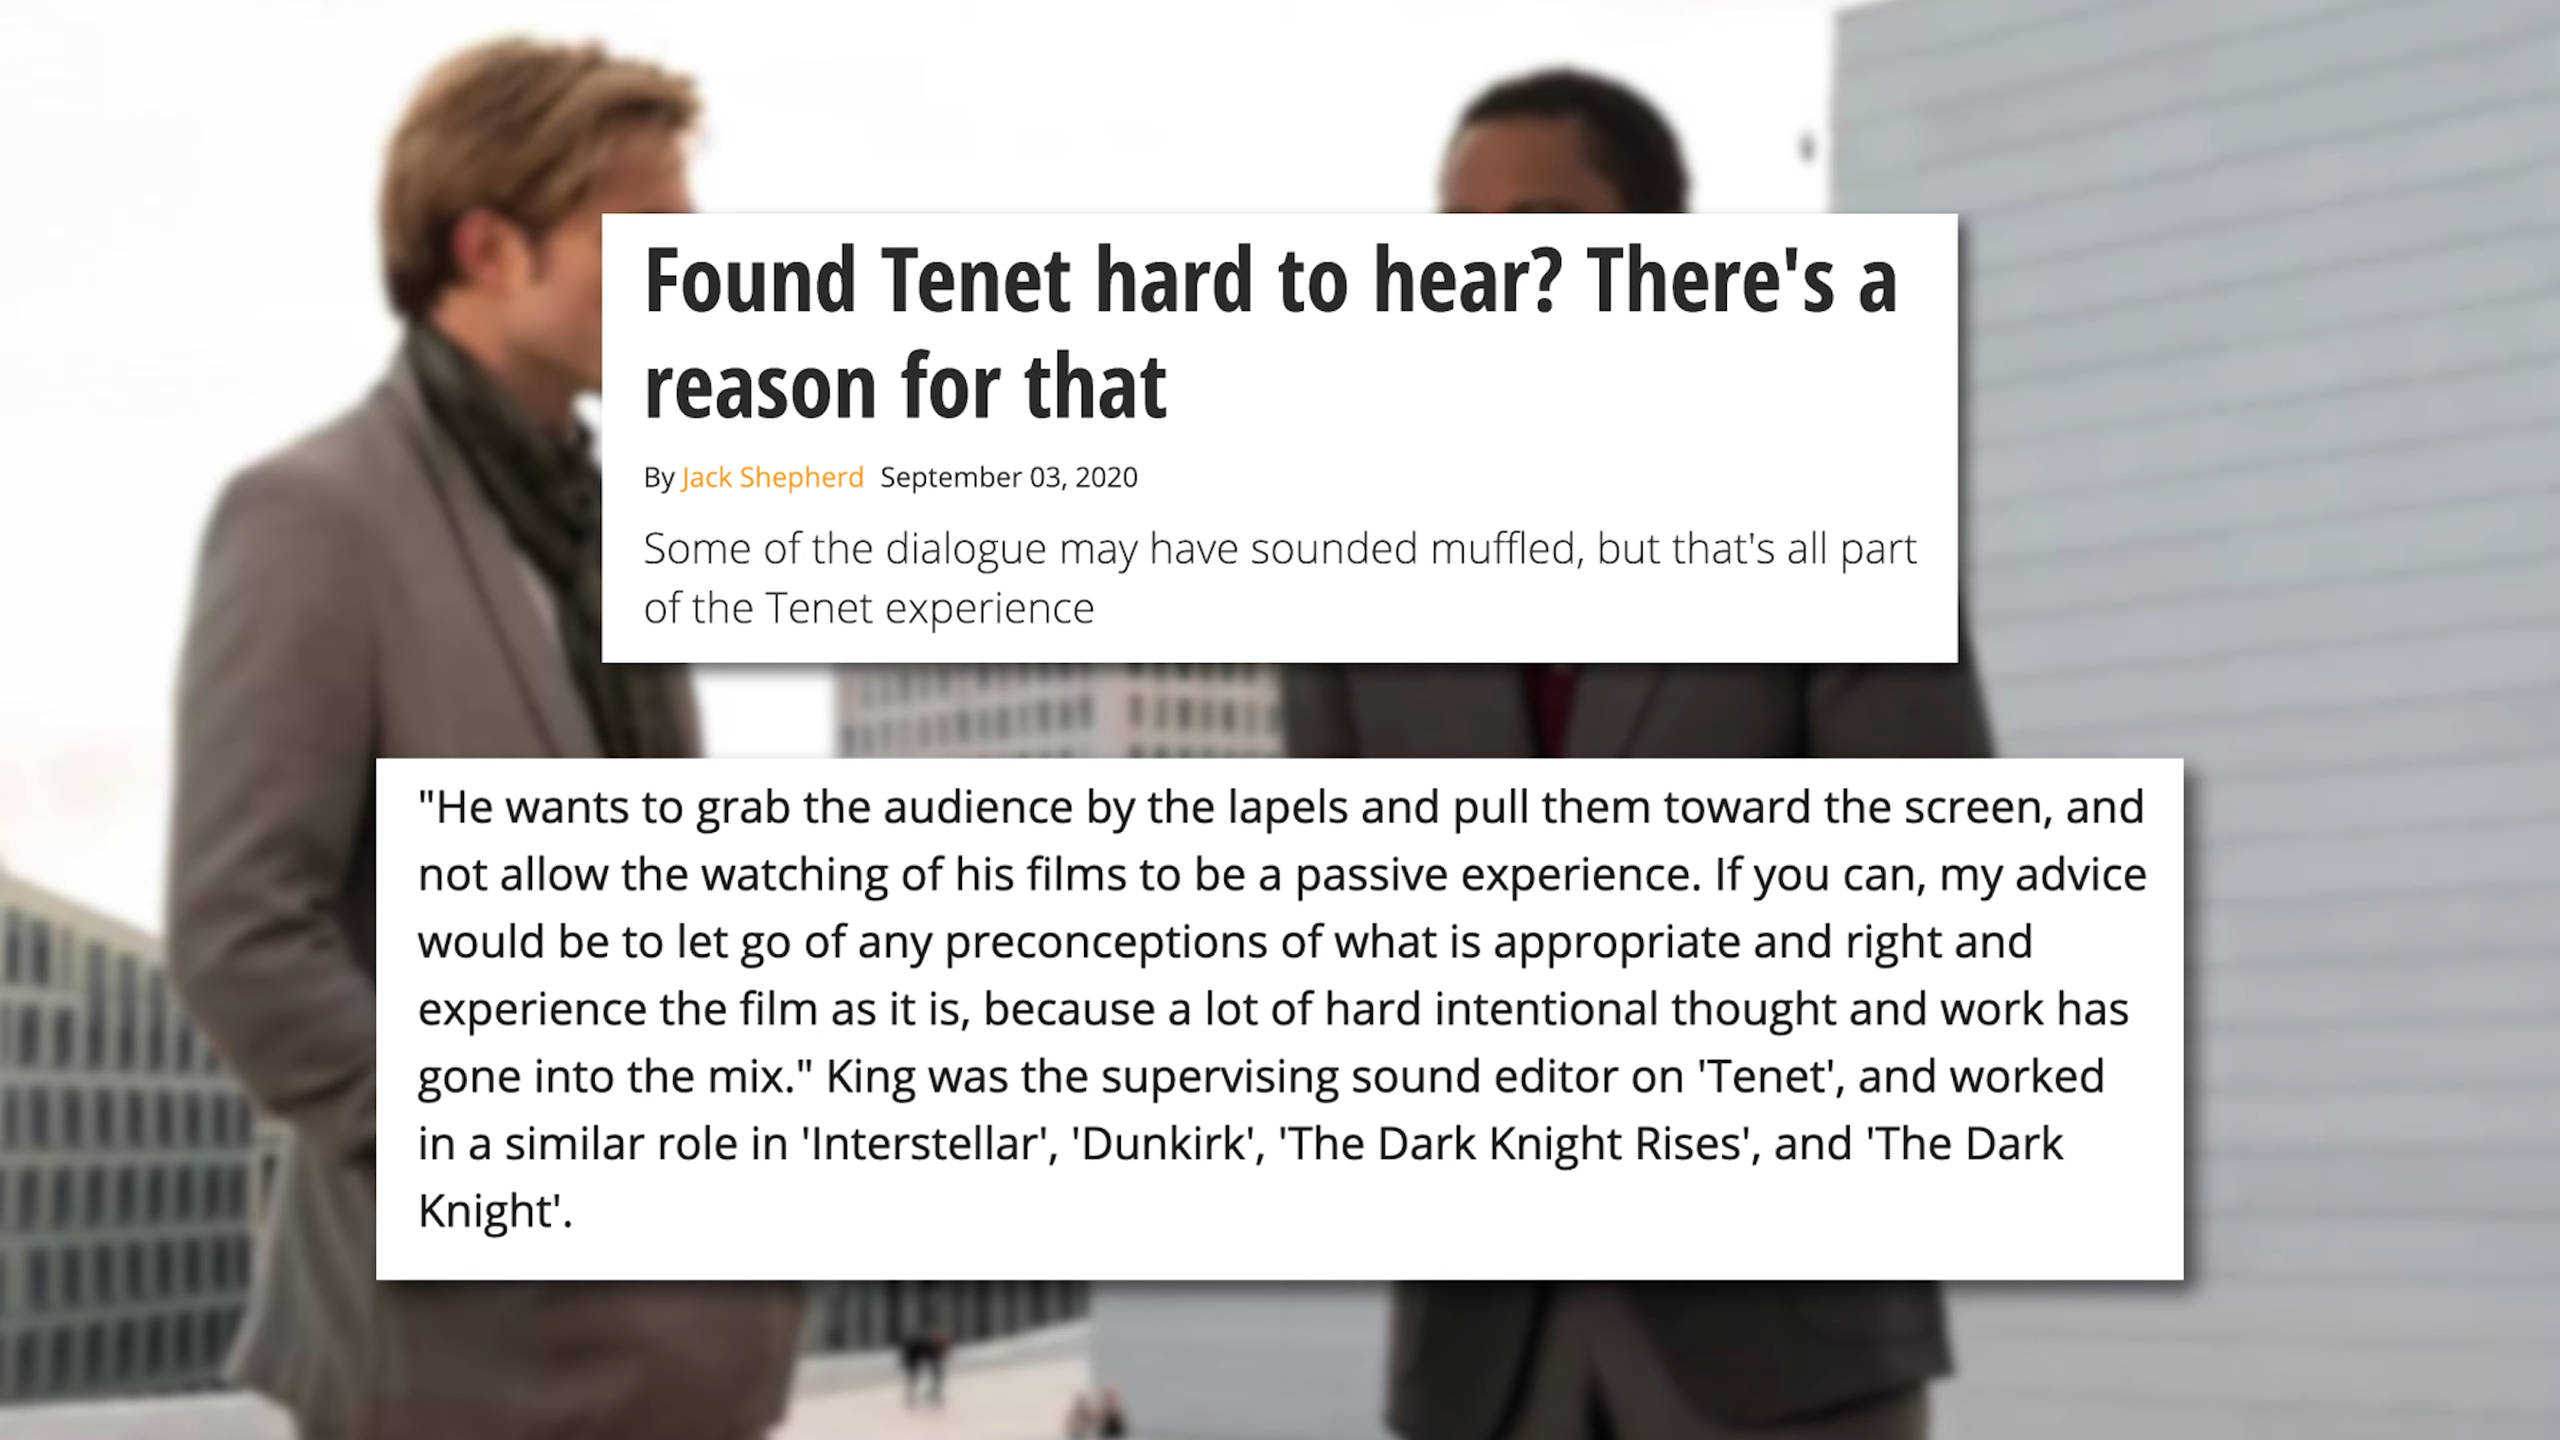 Found Tenet hard to hear? There's a
reason for that
By Jack Shepherd September 03, 2020
Some of the dialogue may have sounded muffled, but that's all part
of the Tenet experience
"He wants to grab the audience by the lapels and pull them toward the screen, and
not allow the watching of his films to be a passive experience. If you can, my advice
would be to let go of any preconceptions of what is appropriate and right and
experience the film as it is, because a lot of hard intentional thought and work has
gone into the mix." King was the supervising sound editor on 'Tenet', and worked
in a similar role in 'Interstellar', 'Dunkirk', 'The Dark Knight Rises', and 'The Dark
Knight'.